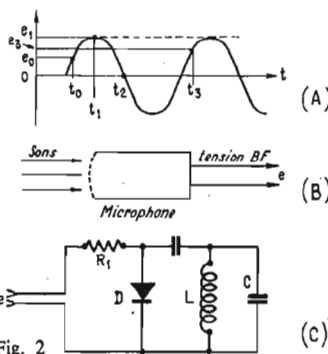 e₁
e₃
e₀
0
t₀
t₁
t₂
t₃
t
(A)
Sons
tension BF
e
(B)
Microphone
R₁
e
D
L
C
(C)
Fig. 2